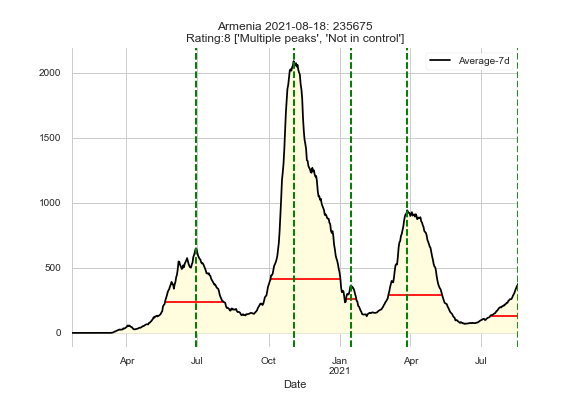 Armenia 2021-08-18: 235675
Rating:8 ['Multiple peaks', 'Not in control']
Average-7d
2000
1500
1000
500
0
Apr Jul Oct Jan Apr Jul
2021
Date